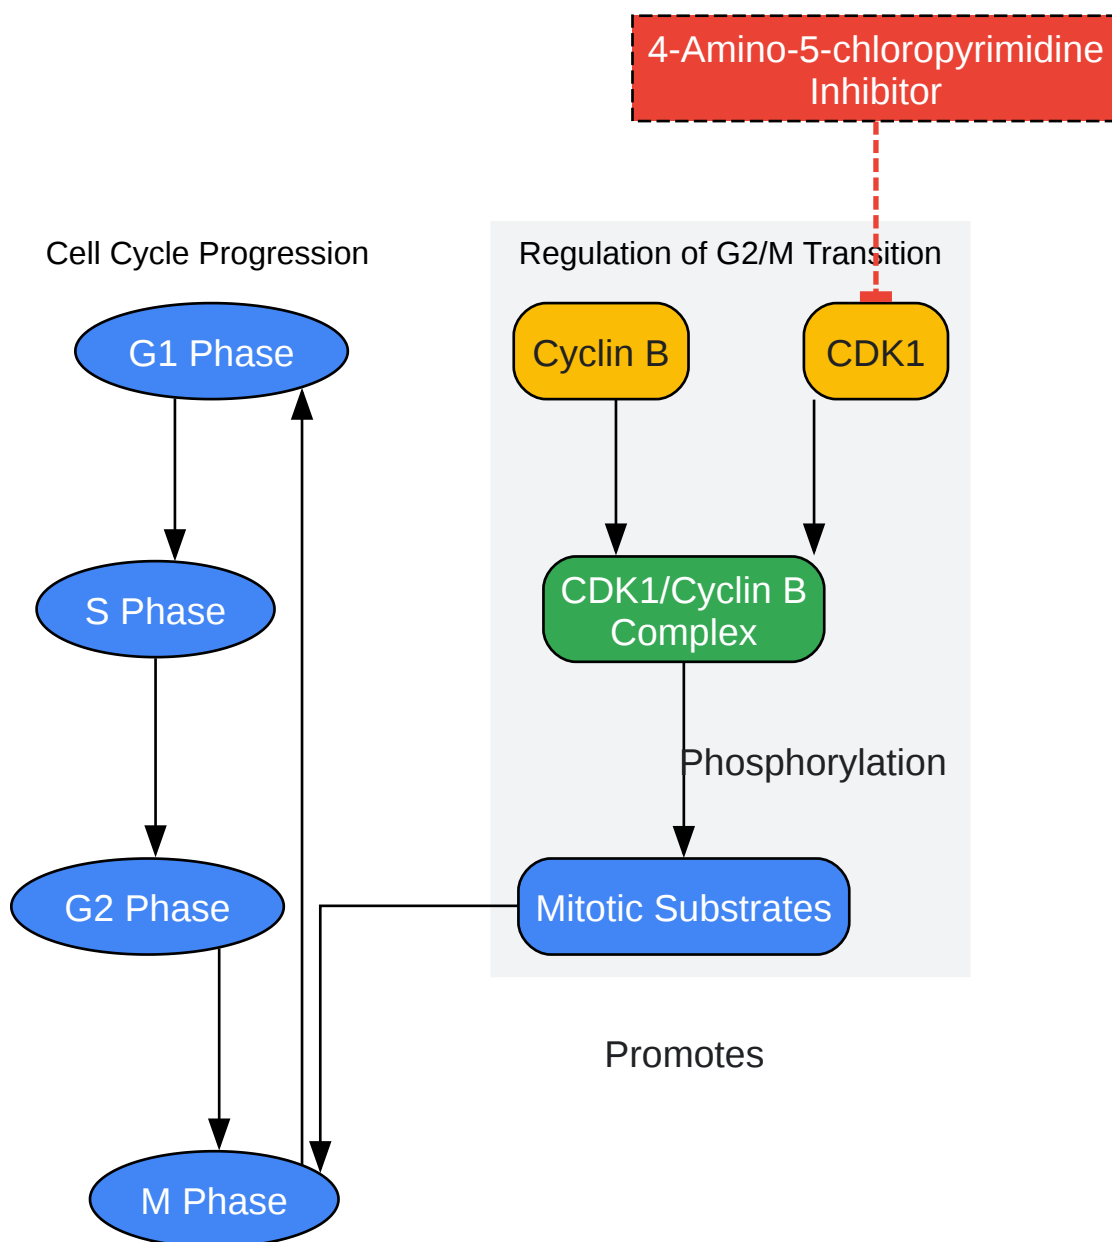 4-Amino-5-chloropyrimidine
Inhibitor
Cell Cycle Progression
Regulation of G2/M Transition
G1 Phase
Cyclin B
CDK1
S Phase
CDK1/Cyclin B
Complex
Phosphorylation
G2 Phase
Mitotic Substrates
Promotes
M Phase